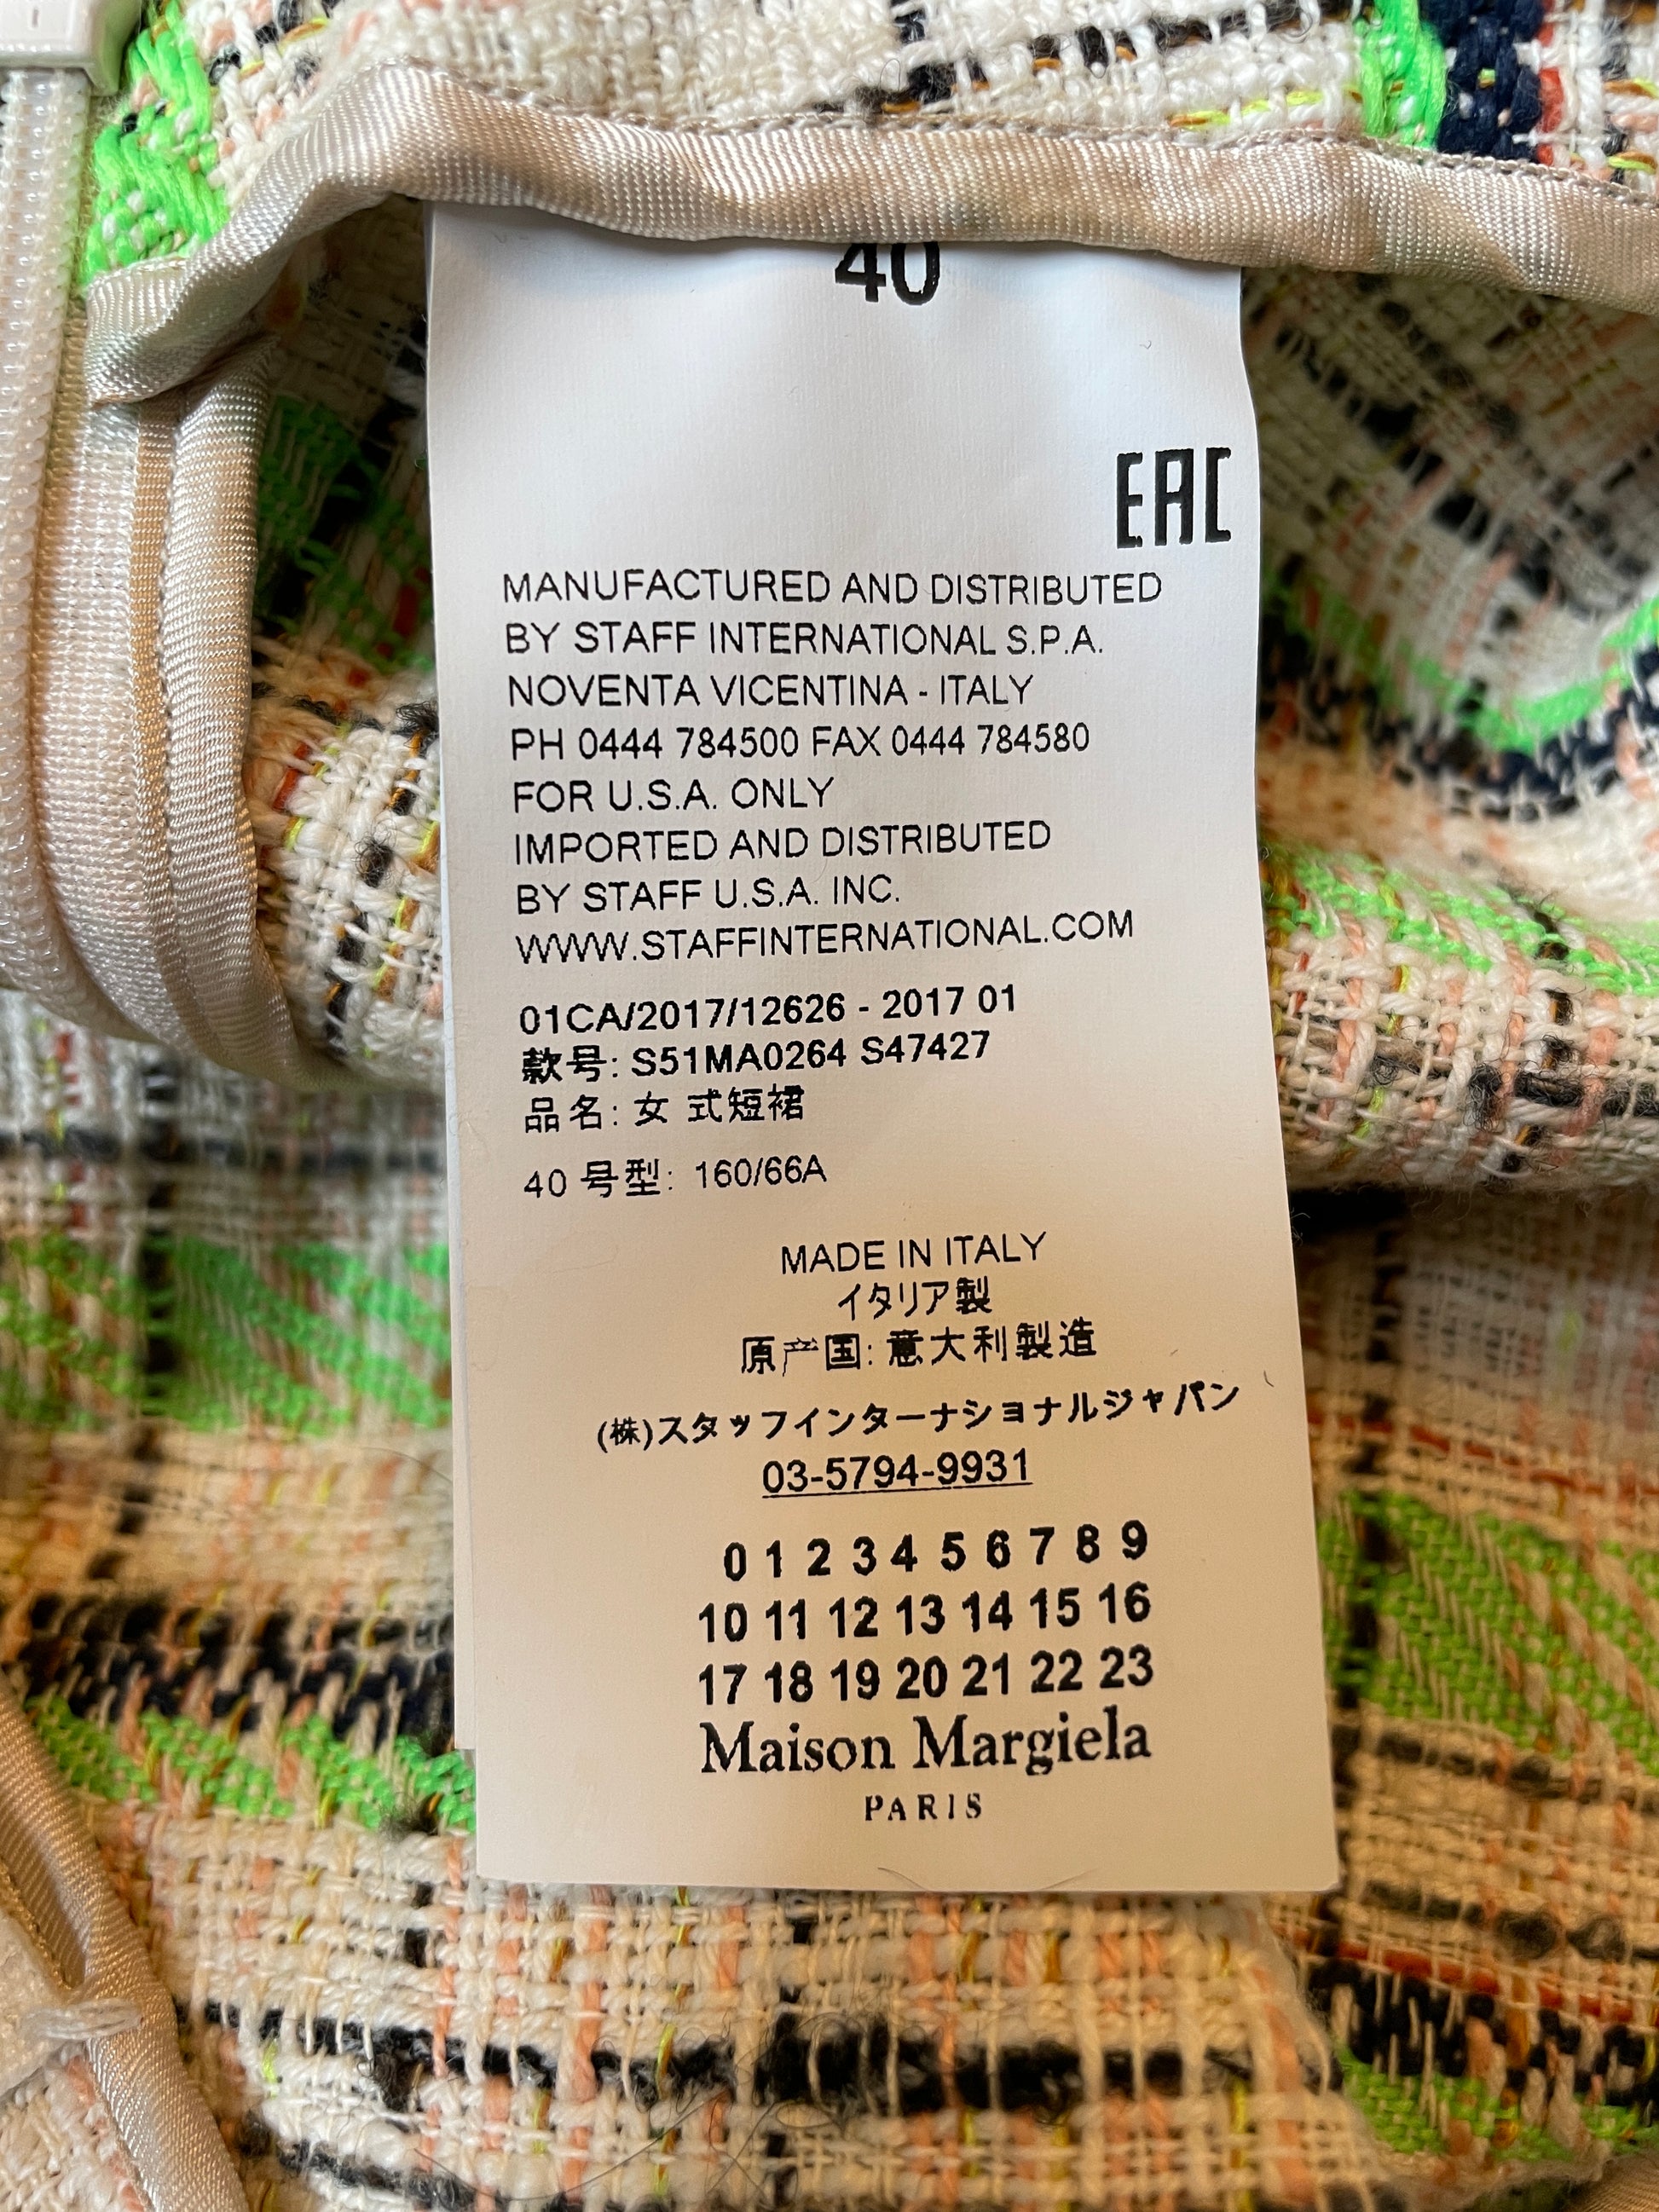 40
EAC
MANUFACTURED AND DISTRIBUTED
BY STAFF INTERNATIONAL S.P.A.
NOVENTA VICENTINA - ITALY
PH 0444 784500 FAX 0444 784580
FOR U.S.A. ONLY
IMPORTED AND DISTRIBUTED
BY STAFF U.S.A. INC.
WWW.STAFFINTERNATIONAL.COM
01CA/2017/12626 - 2017 01
款号: S51MA0264 S47427
品名: 女 式短裙
40 号型: 160/66A
MADE IN ITALY
イタリア製
原产国: 意大利製造
(株)スタッフインターナショナルジャパン
03-5794-9931
0 1 2 3 4 5 6 7 8 9
10 11 12 13 14 15 16
17 18 19 20 21 22 23
Maison Margiela
PARIS